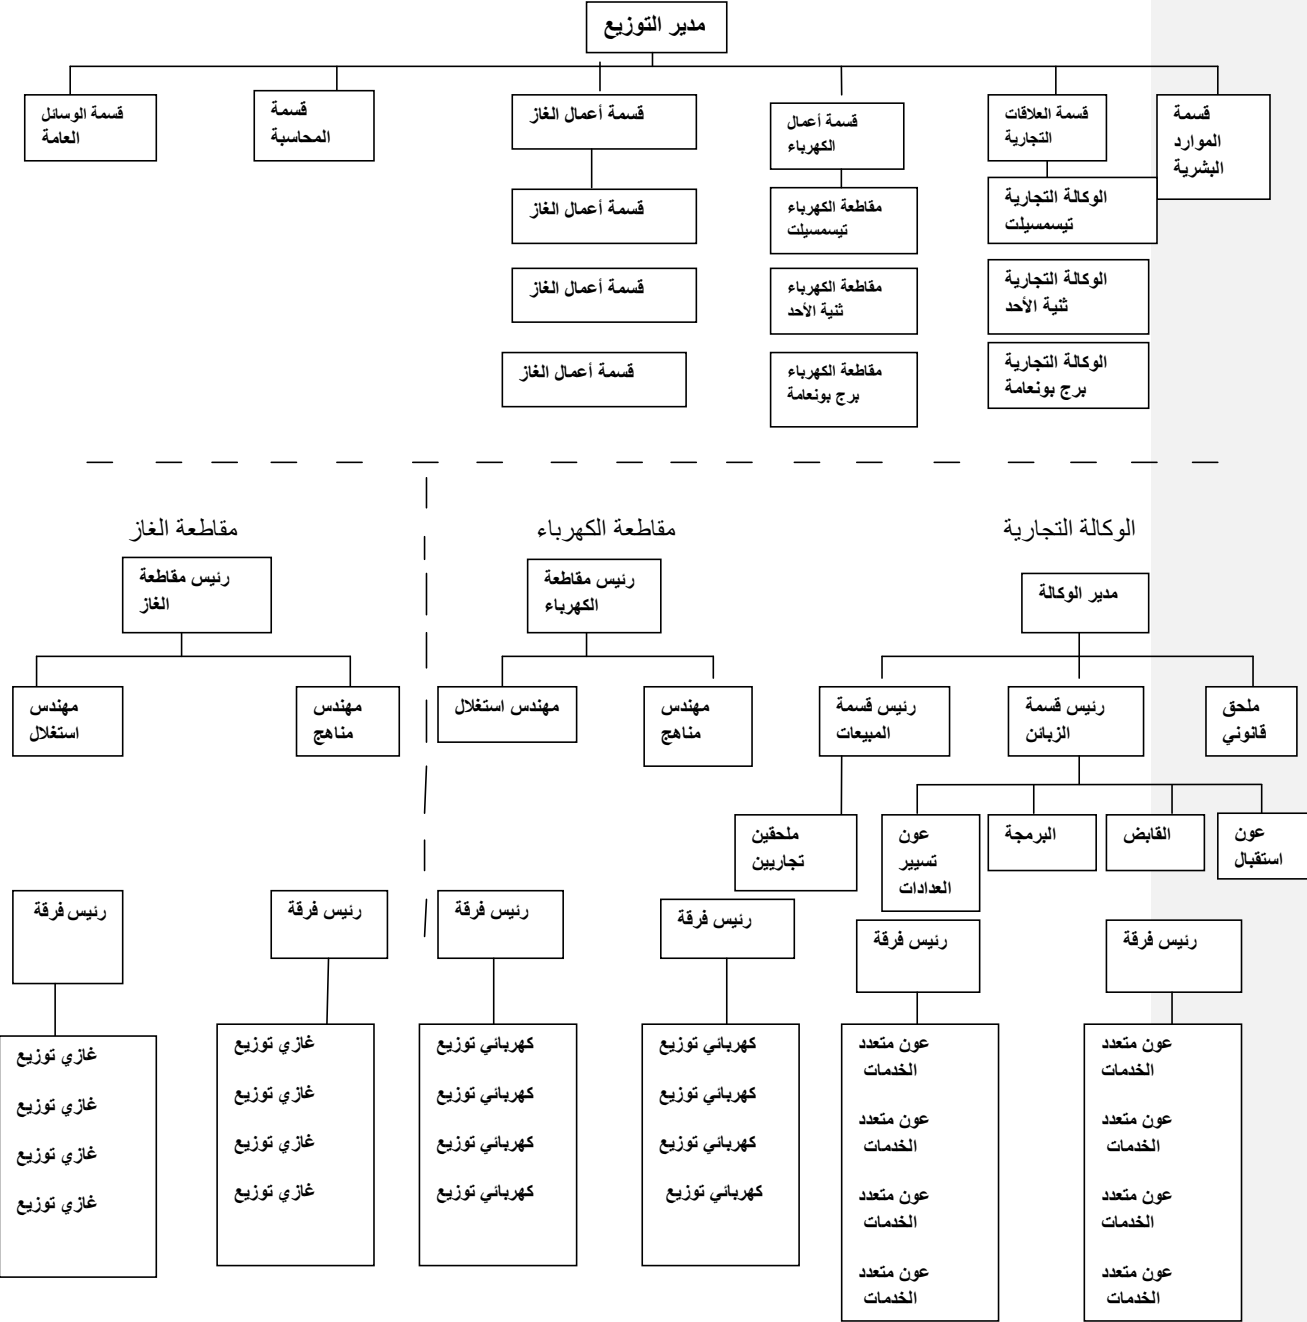 مدير التوزيع
قسمة
الموارد
البشرية
قسمة العلاقات
التجارية
قسمة أعمال
الكهرباء
قسمة أعمال الغاز
قسمة
المحاسبة
قسمة الوسائل
العامة
الوكالة التجارية
تيسمسيلت
مقاطعة الكهرباء
تيسمسيلت
قسمة أعمال الغاز
الوكالة التجارية
ثنية الأحد
مقاطعة الكهرباء
ثنية الأحد
قسمة أعمال الغاز
الوكالة التجارية
برج بونعامة
مقاطعة الكهرباء
برج بونعامة
قسمة أعمال الغاز
الوكالة التجارية
مقاطعة الكهرباء
مقاطعة الغاز
مدير الوكالة
رئيس مقاطعة
الكهرباء
رئيس مقاطعة
الغاز
ملحق
قانوني
رئيس قسمة
الزبائن
رئيس قسمة
المبيعات
مهندس
مناهج
مهندس استغلال
مهندس
مناهج
مهندس
استغلال
عون
استقبال
القابض
البرمجة
عون
تسيير
العدادات
ملحقين
تجاريين
رئيس فرقة
رئيس فرقة
رئيس فرقة
رئيس فرقة
رئيس فرقة
رئيس فرقة
عون متعدد
الخدمات
عون متعدد
الخدمات
عون متعدد
الخدمات
عون متعدد
الخدمات
عون متعدد
الخدمات
عون متعدد
الخدمات
عون متعدد
الخدمات
عون متعدد
الخدمات
كهربائي توزيع
كهربائي توزيع
كهربائي توزيع
كهربائي توزيع
كهربائي توزيع
كهربائي توزيع
كهربائي توزيع
كهربائي توزيع
غازي توزيع
غازي توزيع
غازي توزيع
غازي توزيع
غازي توزيع
غازي توزيع
غازي توزيع
غازي توزيع